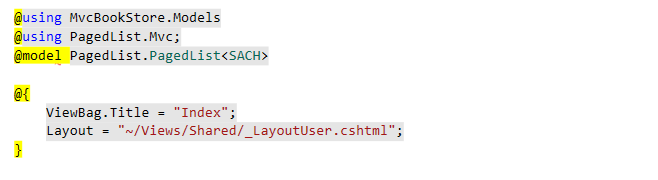 @using MvcBookStore.Models
@using PagedList.Mvc;
@model PagedList.PagedList<SACH>
@{
ViewBag.Title = "Index";
Layout = "~/Views/Shared/_LayoutUser.cshtml";
}